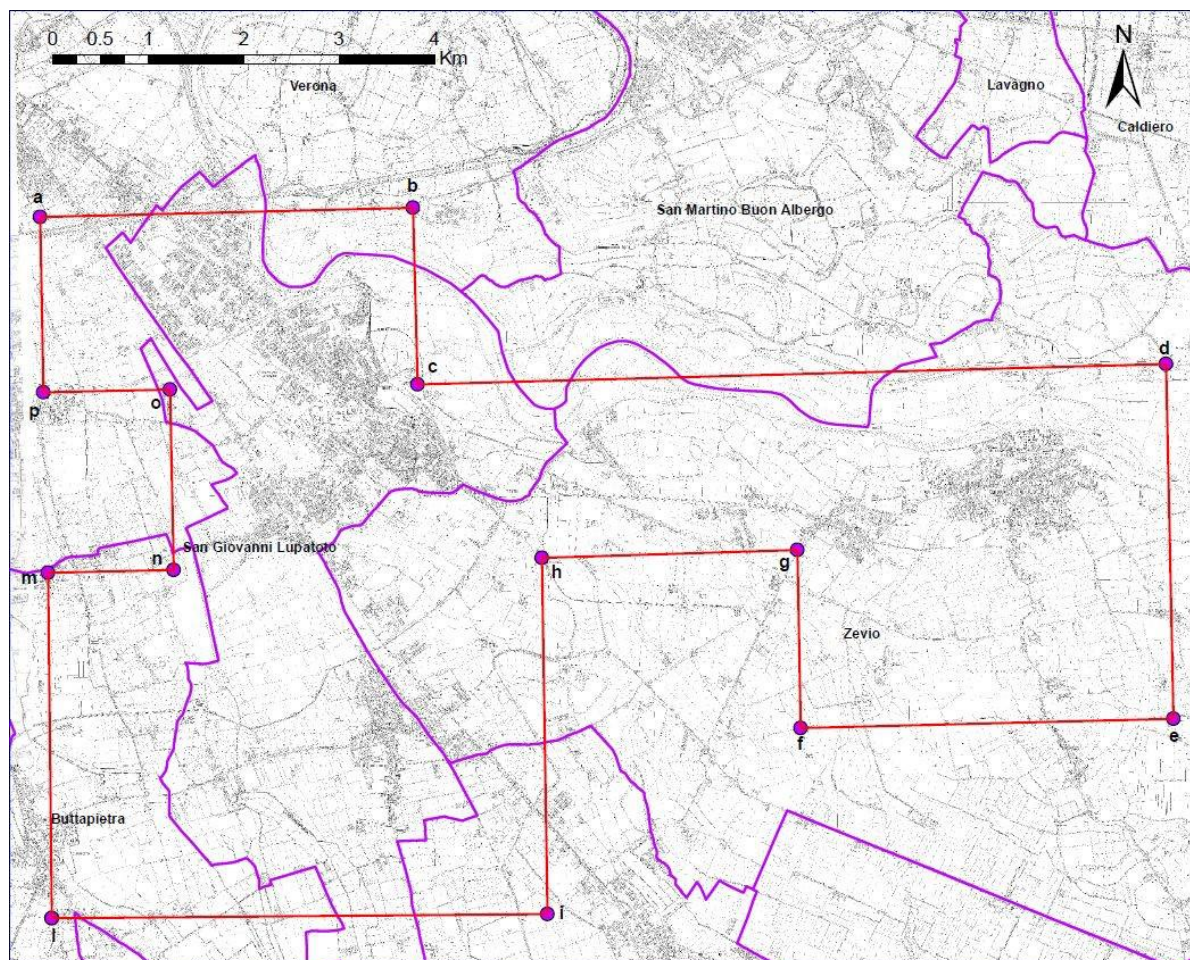 0 0.5 1 2 3 4
Km
N
Verona
Lavagno
Caldiero
a
b
San Martino Buon Albergo
c
d
p
o
m
n
San Giovanni Lupatoto
h
g
Zevio
f
e
Buttapietra
l
i